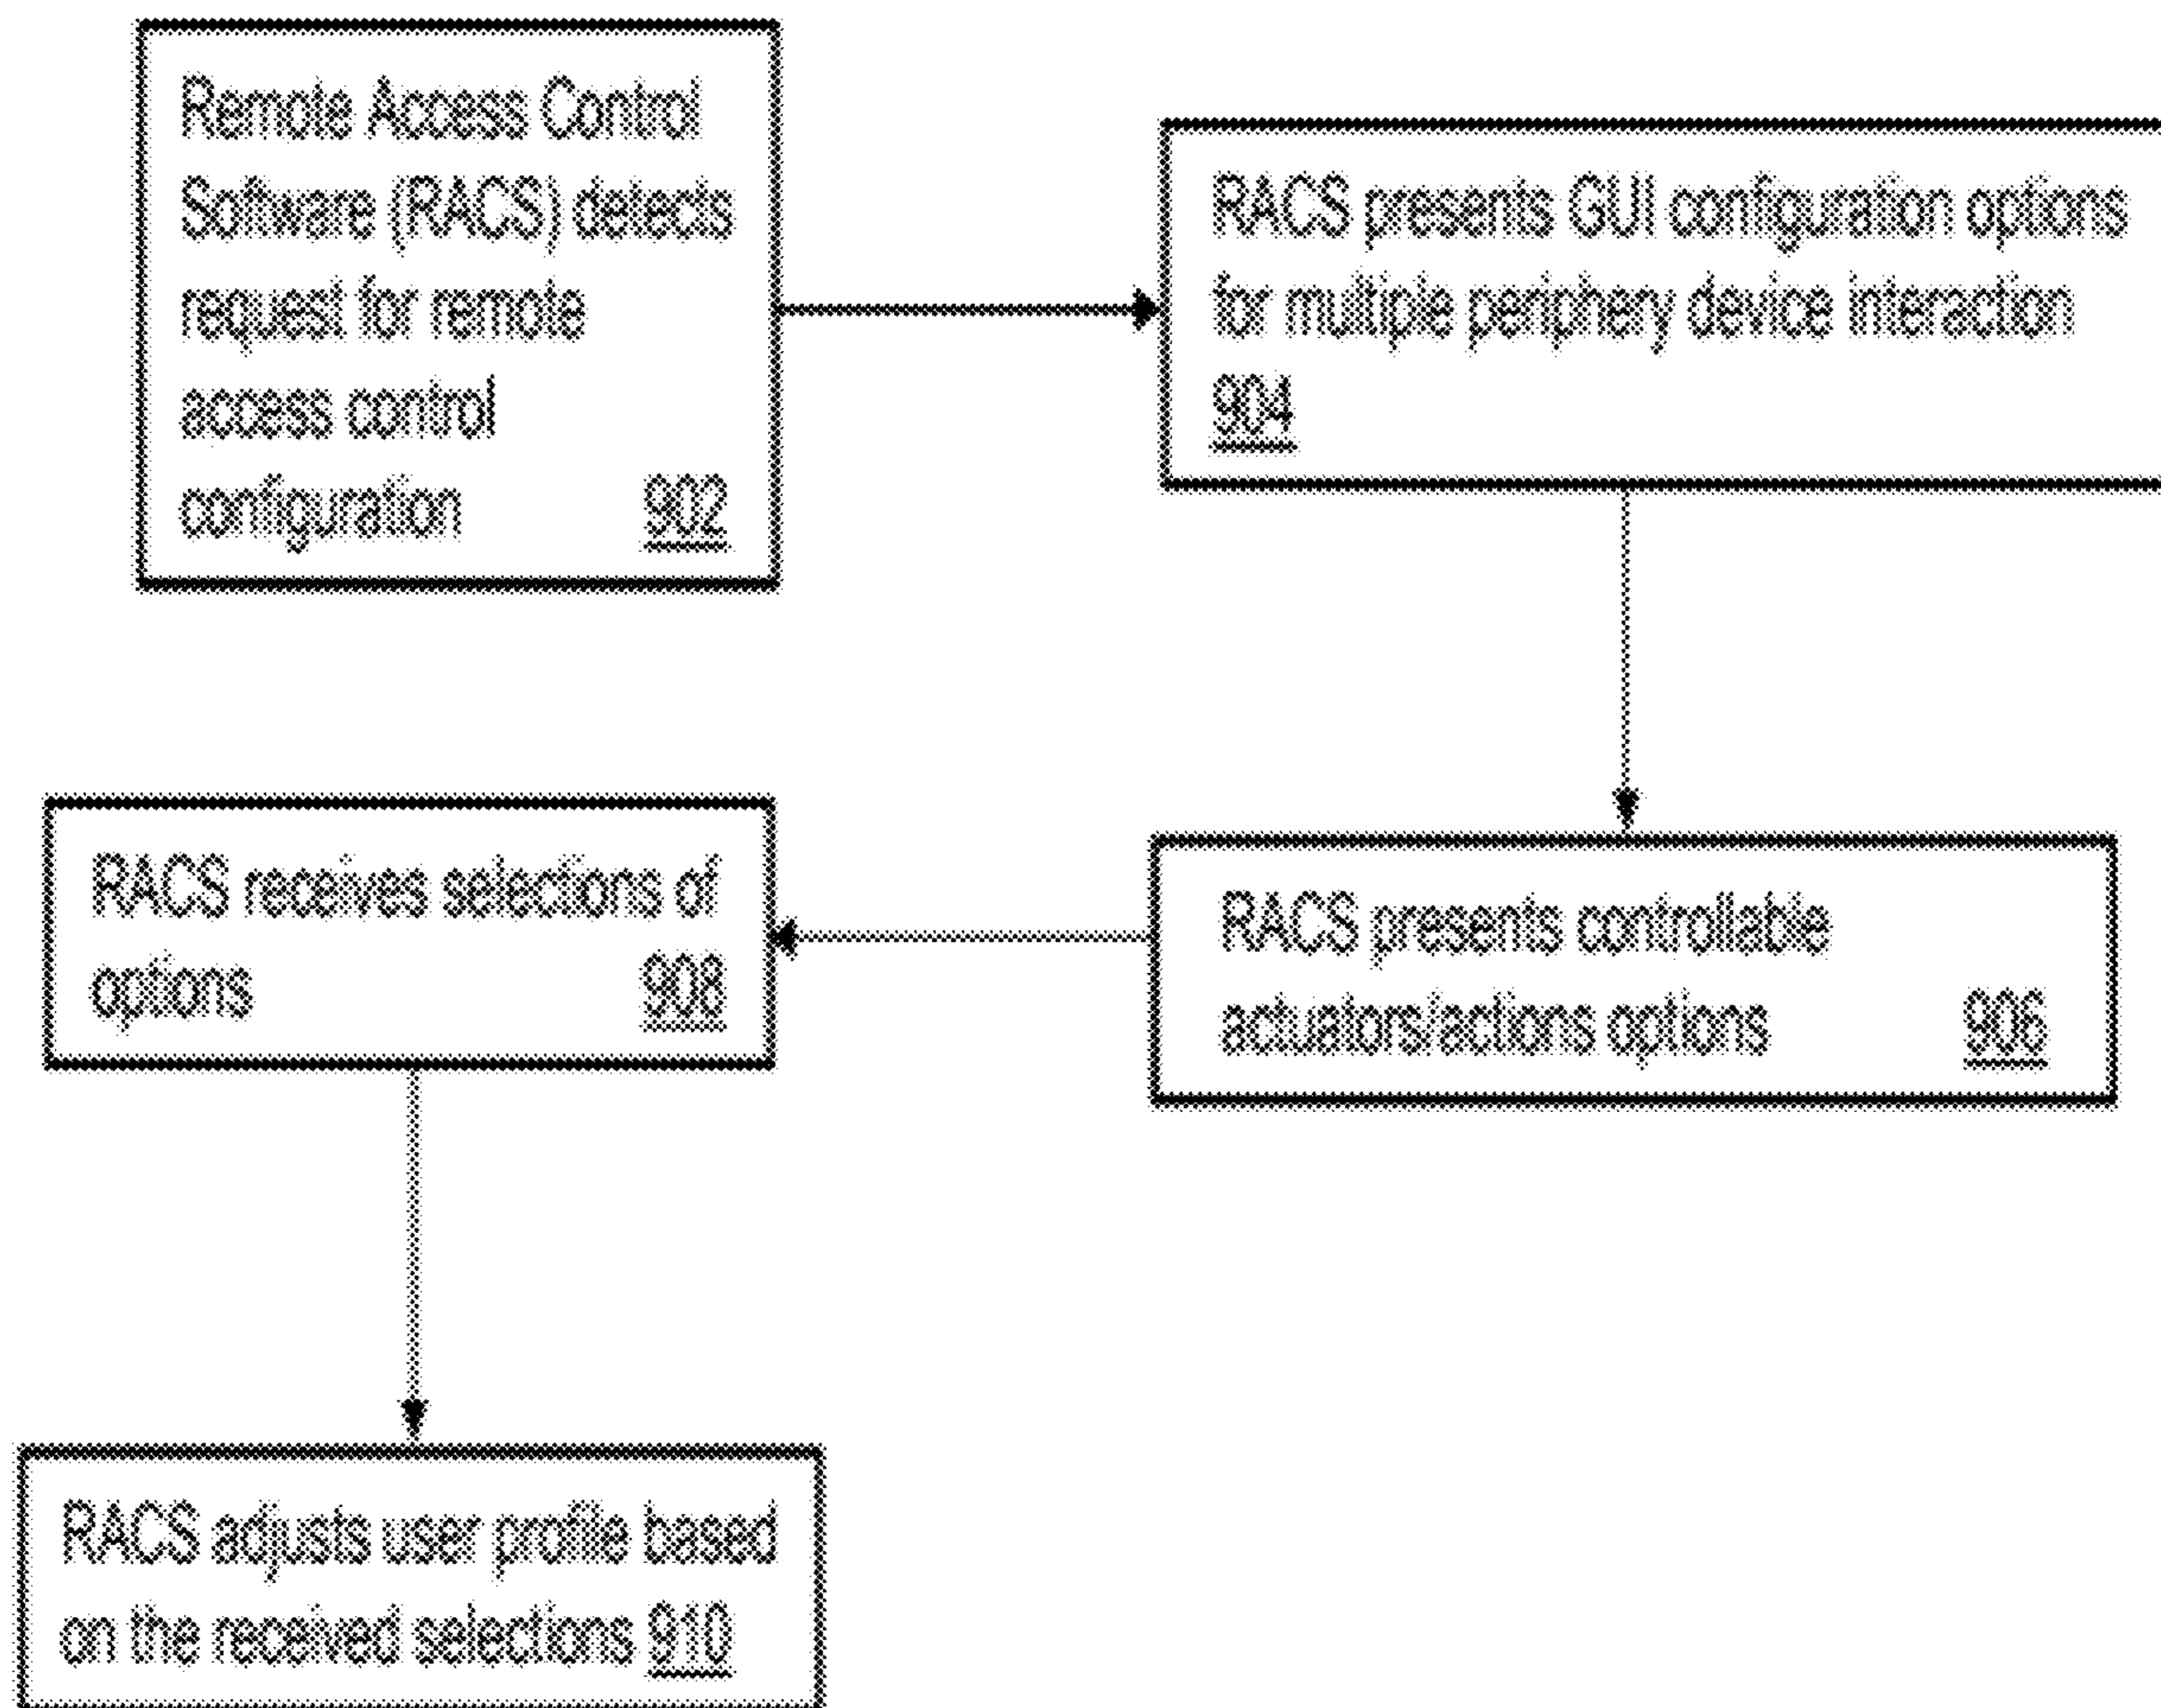 Remote Access Control
Software (RACS) detects
request for remote
access control
configuration 902
RACS presents GUI configuration options
for multiple periphery device interaction
904
RACS presents controllable
actuators/actions options 906
RACS receives selections of
options 908
RACS adjusts user profile based
on the received selections 910